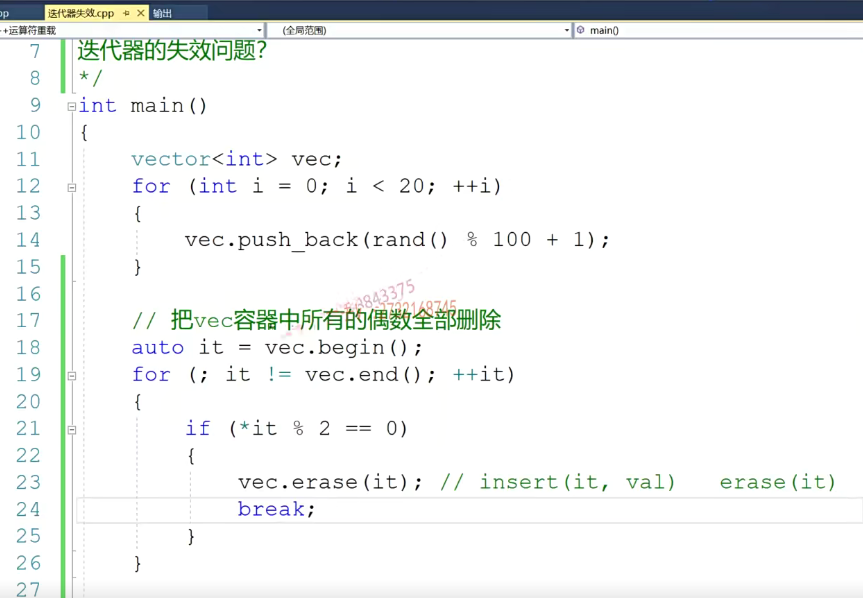 pp 迭代器失效.cpp 输出
++运算符重载 (全局范围) main()
7 迭代器的失效问题?
8 */
9 int main()
10 {
11 vector<int> vec;
12 for (int i = 0; i < 20; ++i)
13 {
14 vec.push_back(rand() % 100 + 1);
15 }
16
17 // 把vec容器中所有的偶数全部删除
18 auto it = vec.begin();
19 for (; it != vec.end(); ++it)
20 {
21 if (*it % 2 == 0)
22 {
23 vec.erase(it); // insert(it, val) erase(it)
24 break;
25 }
26 }
27